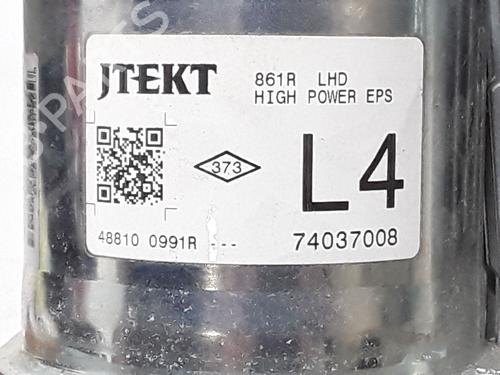 JTEKT
861R LHD
HIGH POWER EPS
373
L4
48810 0991R ---
74037008